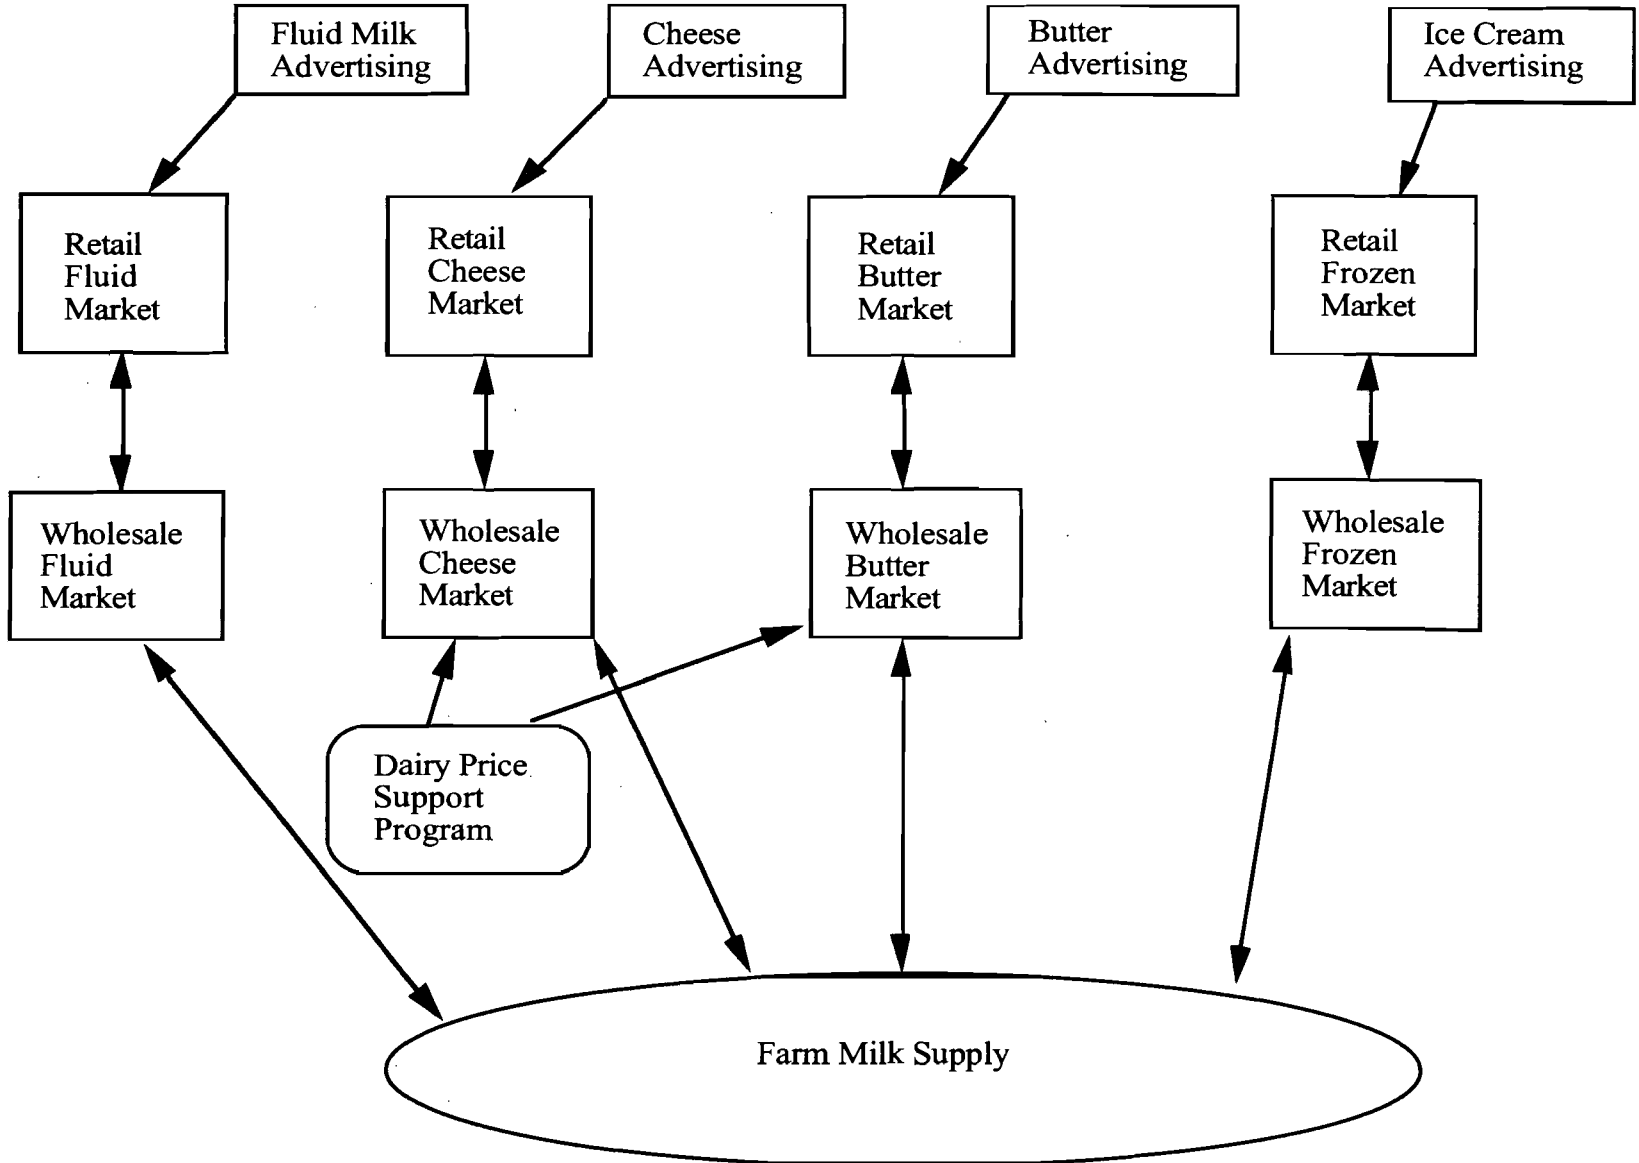 Fluid Milk
Advertising
Cheese
Advertising
Butter
Advertising
Ice Cream
Advertising
Retail
Fluid
Market
Retail
Cheese
Market
Retail
Butter
Market
Retail
Frozen
Market
Wholesale
Fluid
Market
Wholesale
Cheese
Market
Wholesale
Butter
Market
Wholesale
Frozen
Market
Dairy Price
Support
Program
Farm Milk Supply